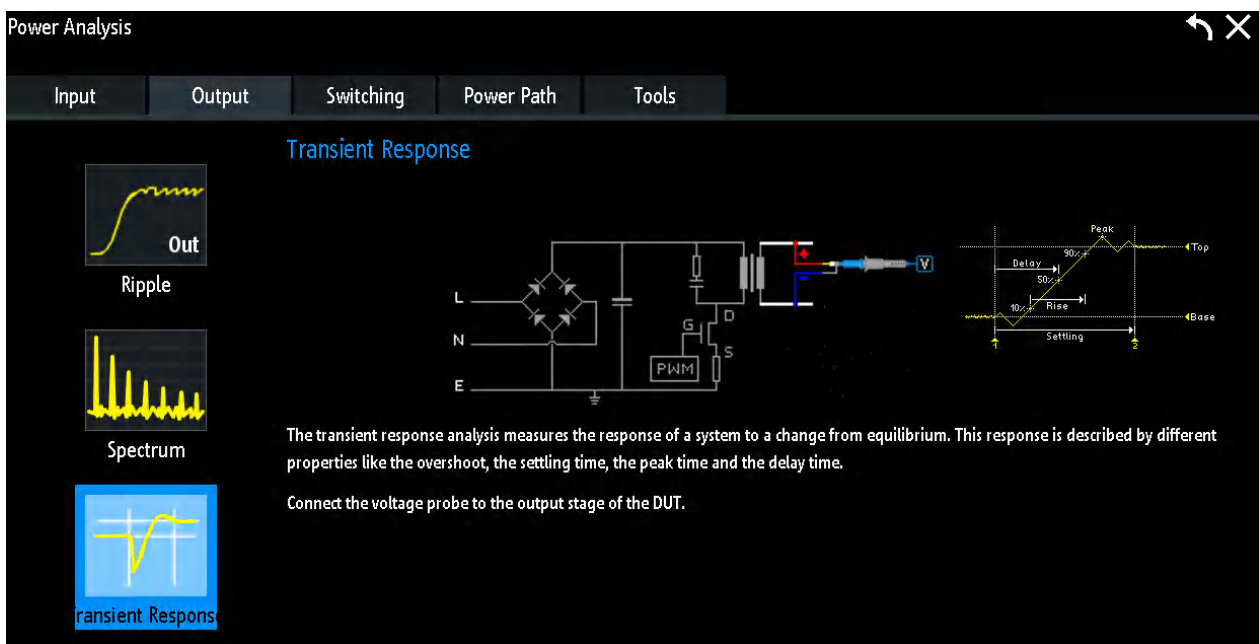 Power Analysis
Input Output Switching Power Path Tools
Transient Response
Out
Ripple
Spectrum
ransient Respons
L
N
E
G
D
S
PWM
+
-
V
Peak
Top
90%
Delay
50%
10%
Rise
Base
Settling
1
2
The transient response analysis measures the response of a system to a change from equilibrium. This response is described by different
properties like the overshoot, the settling time, the peak time and the delay time.
Connect the voltage probe to the output stage of the DUT.